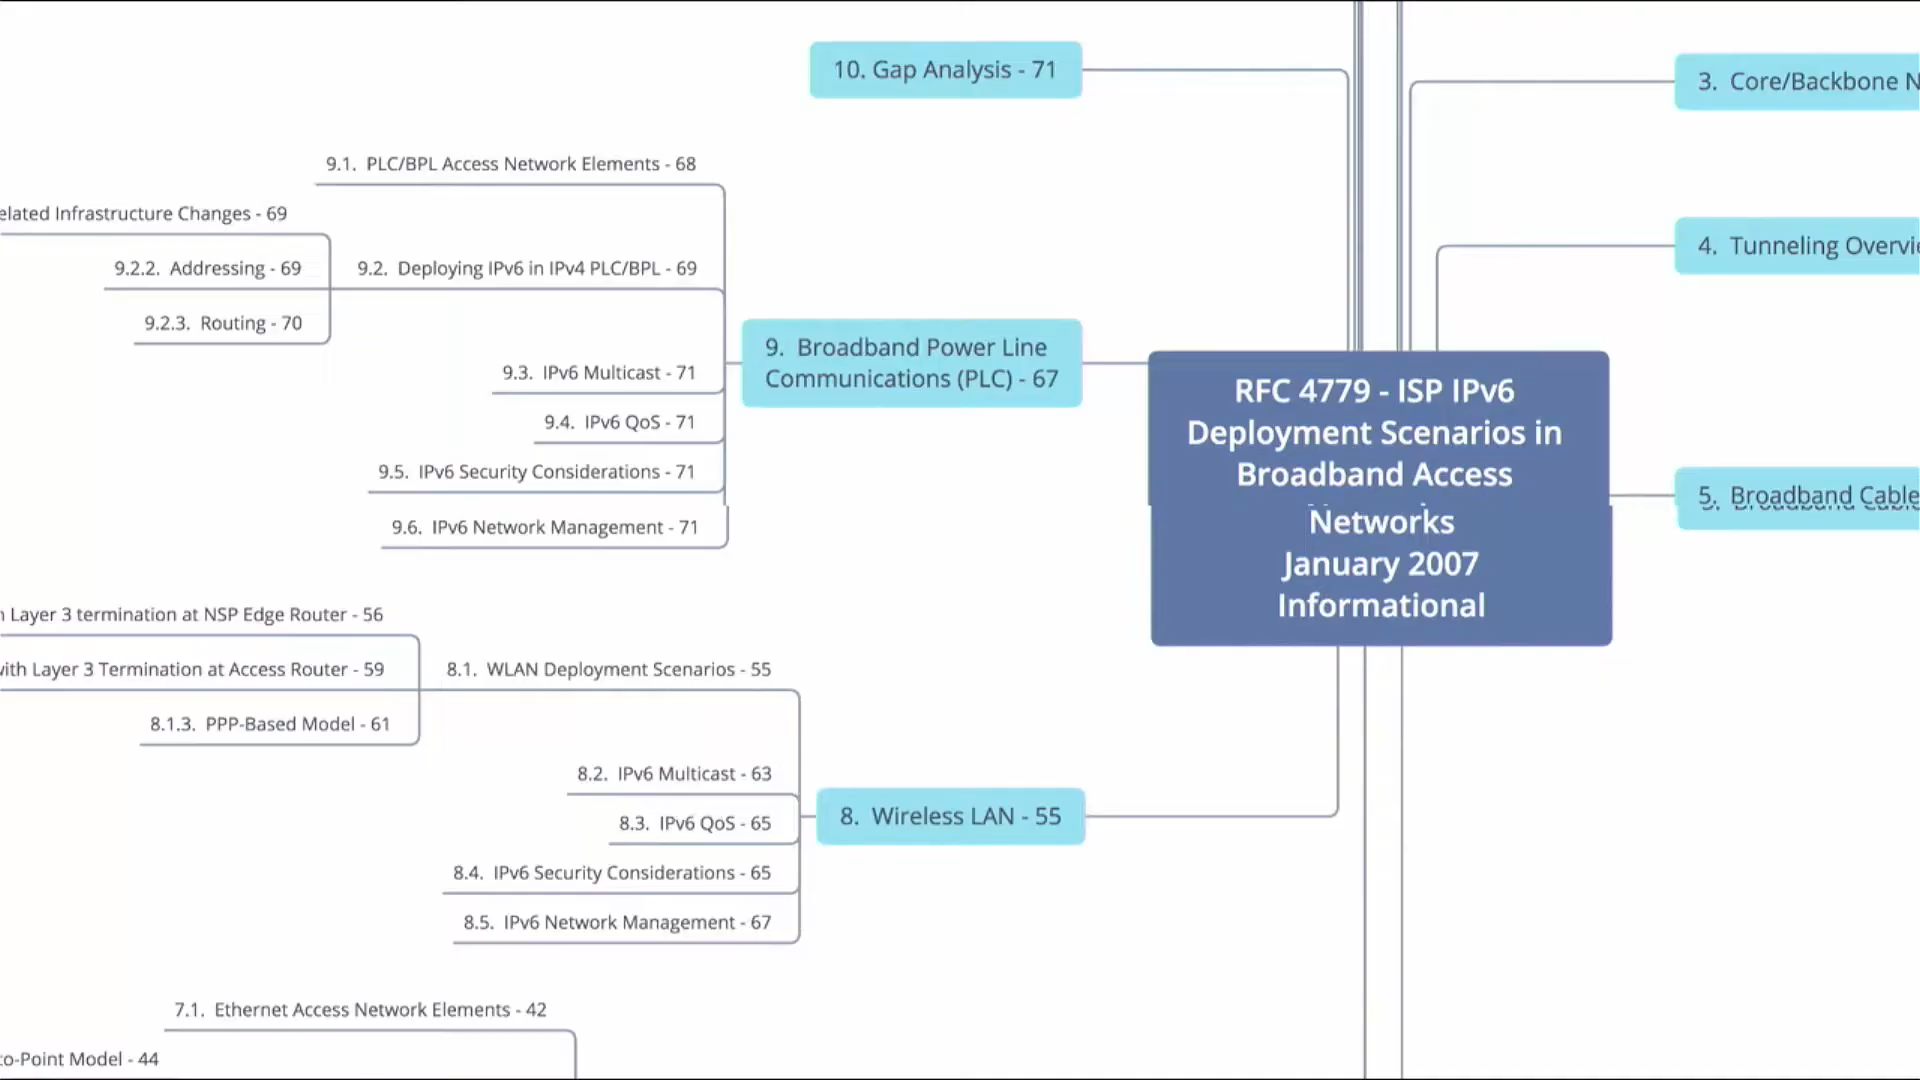 10. Gap Analysis - 71
3. Core/Backbone N
9.1. PLC/BPL Access Network Elements - 68
elated Infrastructure Changes - 69
4. Tunneling Overvi
9.2.2. Addressing - 69
9.2. Deploying IPv6 in IPv4 PLC/BPL - 69
9.2.3. Routing - 70
9. Broadband Power Line
Communications (PLC) - 67
9.3. IPv6 Multicast - 71
9.4. IPv6 QoS - 71
9.5. IPv6 Security Considerations - 71
9.6. IPv6 Network Management - 71
RFC 4779 - ISP IPv6
Deployment Scenarios in
Broadband Access
Networks
January 2007
Informational
5. Broadband Cable
Layer 3 termination at NSP Edge Router - 56
with Layer 3 Termination at Access Router - 59
8.1. WLAN Deployment Scenarios - 55
8.1.3. PPP-Based Model - 61
8.2. IPv6 Multicast - 63
8. Wireless LAN - 55
8.3. IPv6 QoS - 65
8.4. IPv6 Security Considerations - 65
8.5. IPv6 Network Management - 67
7.1. Ethernet Access Network Elements - 42
to-Point Model - 44